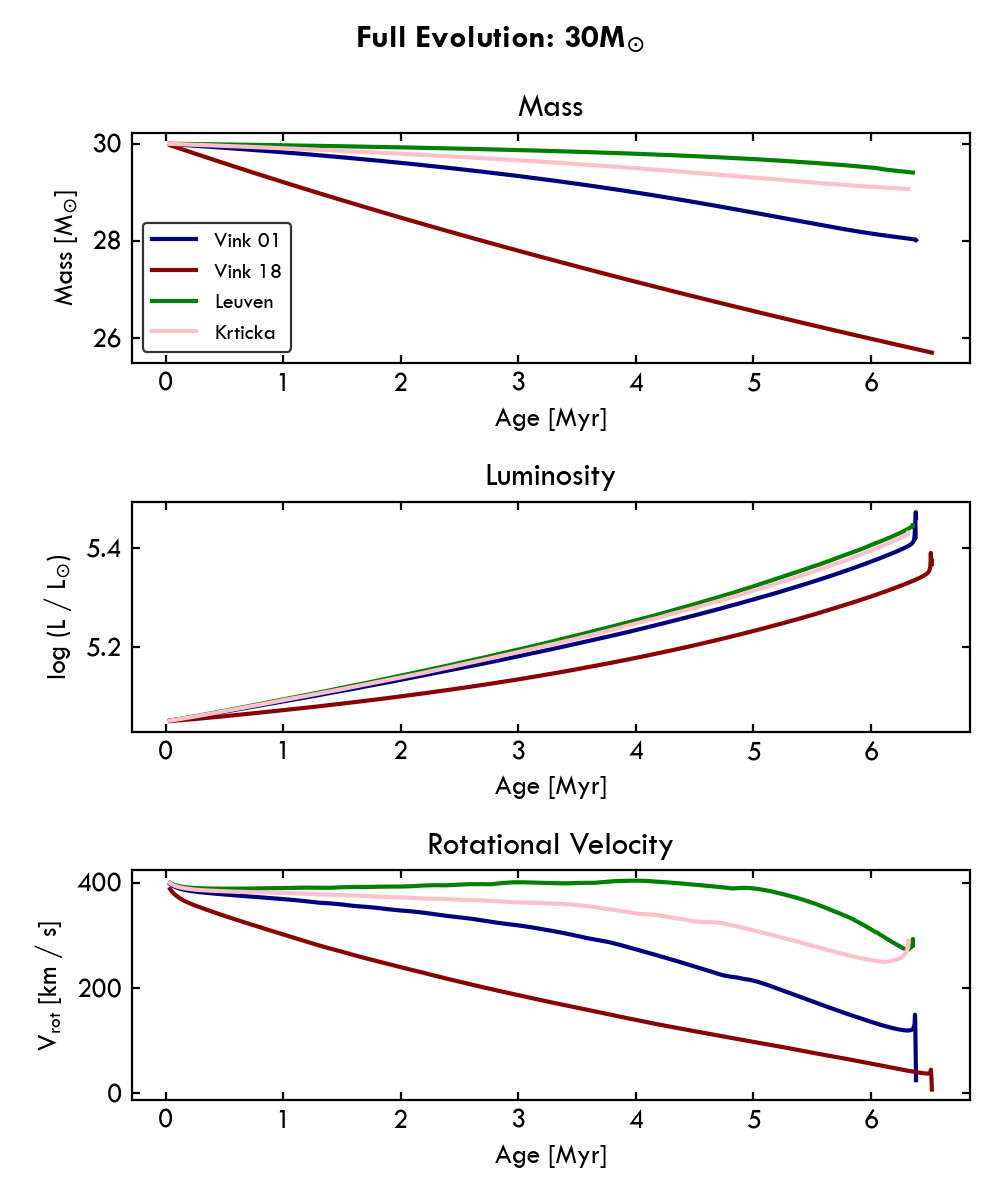 Full Evolution: 30M☉
Mass
Mass [M☉]
30
28
26
Vink 01
Vink 18
Leuven
Krticka
0 1 2 3 4 5 6
Age [Myr]
Luminosity
log (L / L☉)
5.4
5.2
0 1 2 3 4 5 6
Age [Myr]
Rotational Velocity
Vrot [km / s]
400
200
0
0 1 2 3 4 5 6
Age [Myr]